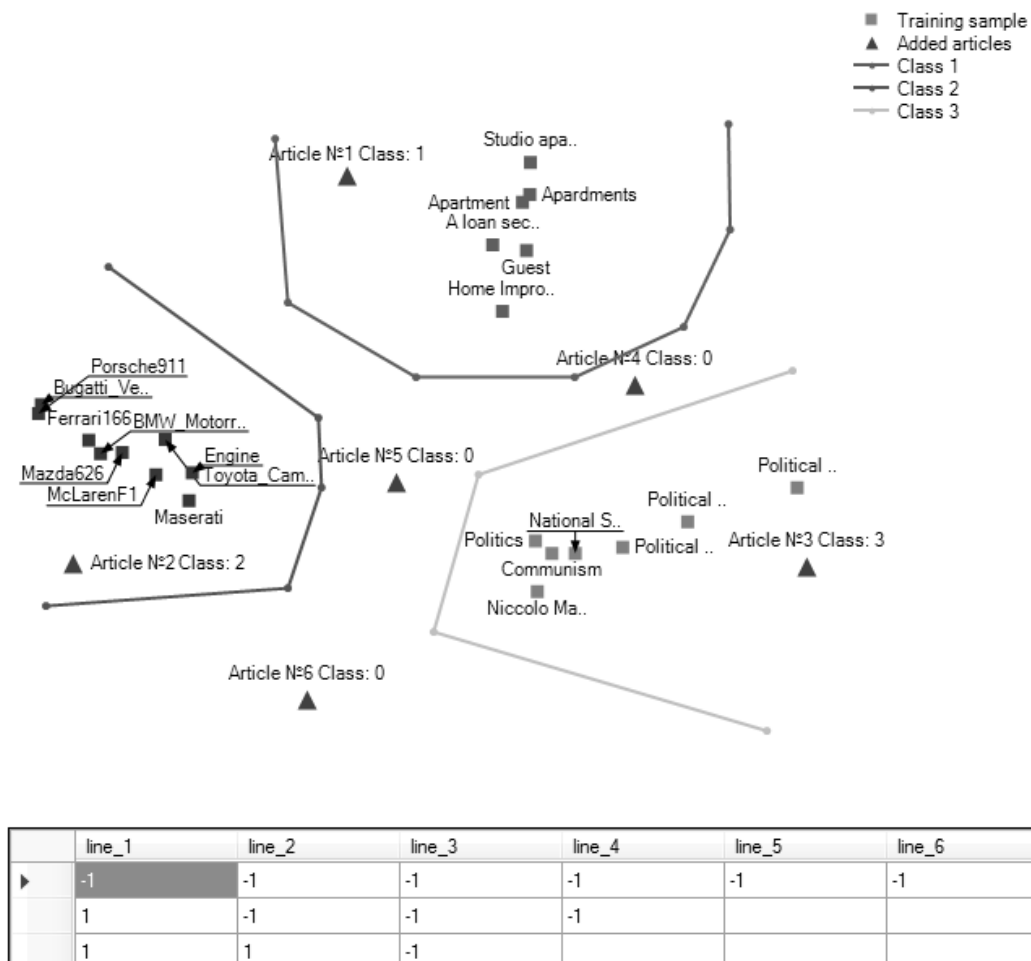 Training sample
Added articles
Class 1
Class 2
Class 3
Article №1 Class: 1
Studio apa..
Apartment
Apardments
A loan sec..
Guest
Home Impro..
Article №4 Class: 0
Porsche911
Bugatti_Ve..
Ferrari166
BMW_Motorr..
Engine
Mazda626
Toyota_Cam..
McLarenF1
Maserati
Article №5 Class: 0
Political ..
Political ..
National S..
Politics
Political ..
Article №3 Class: 3
Article №2 Class: 2
Communism
Niccolo Ma..
Article №6 Class: 0
line_1 line_2 line_3 line_4 line_5 line_6
-1 -1 -1 -1 -1 -1
1 -1 -1 -1
1 1 -1